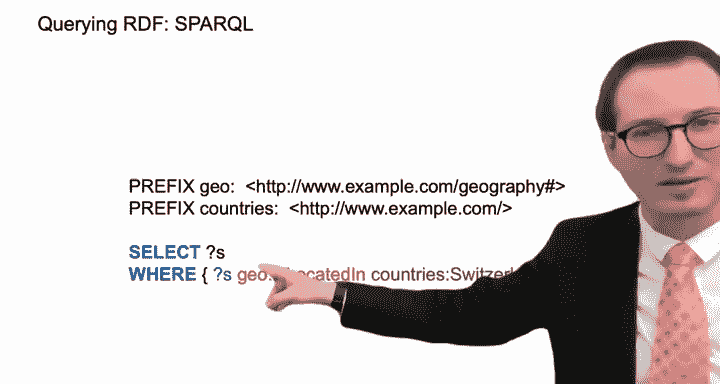 Querying RDF: SPARQL
PREFIX geo: <http://www.example.com/geography#>
PREFIX countries: <http://www.example.com/>
SELECT ?s
WHERE { ?s